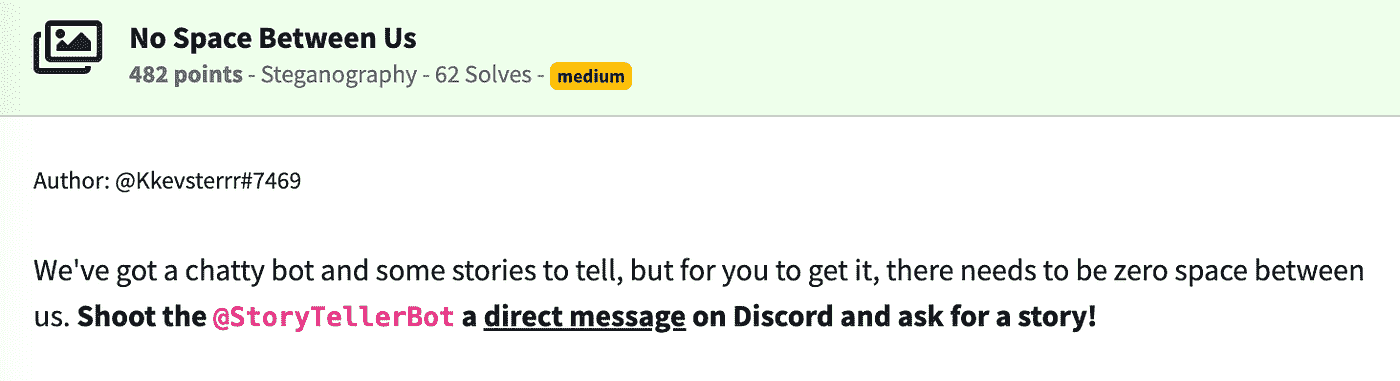 No Space Between Us
482 points - Steganography - 62 Solves - medium
Author: @Kkevsterrr#7469
We've got a chatty bot and some stories to tell, but for you to get it, there needs to be zero space between
us. Shoot the @StoryTellerBot a direct message on Discord and ask for a story!